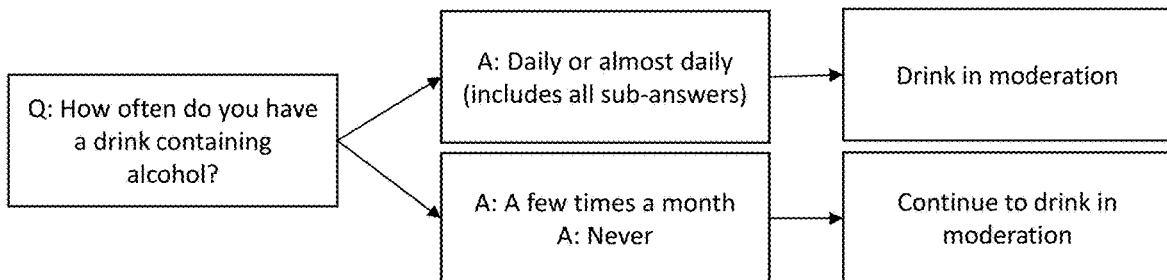 Q: How often do you have
a drink containing
alcohol?
A: Daily or almost daily
(includes all sub-answers)
Drink in moderation
A: A few times a month
A: Never
Continue to drink in
moderation